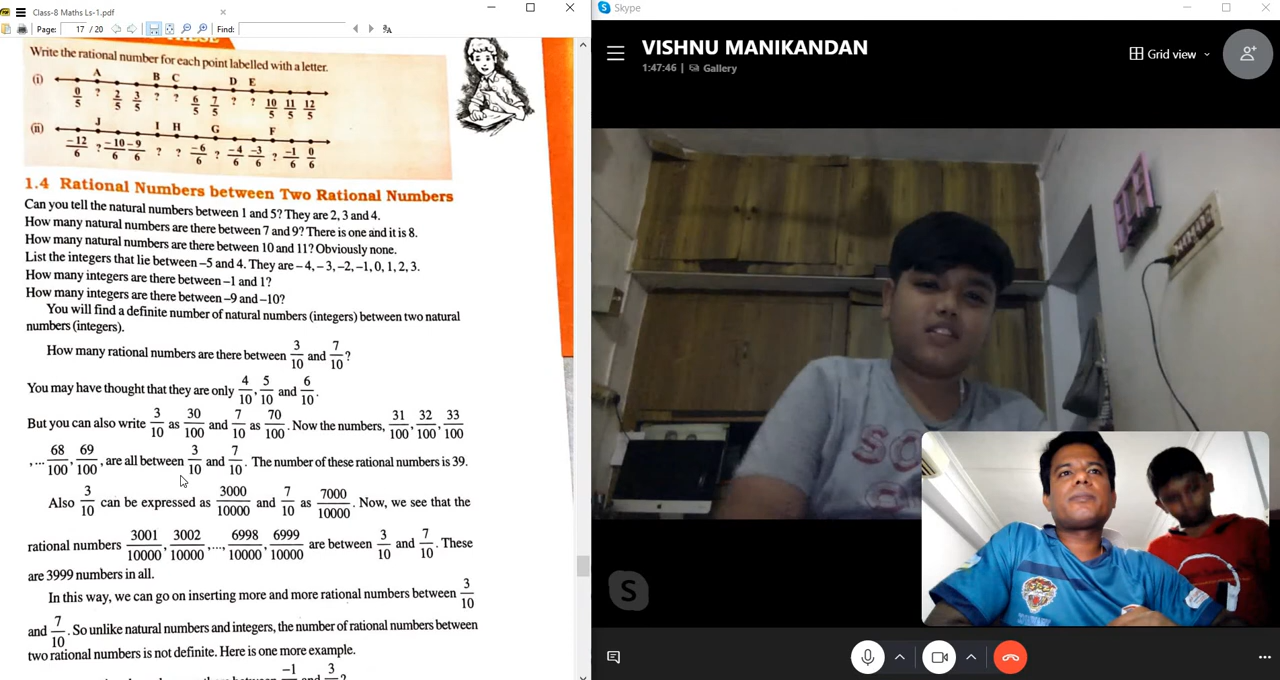 Class-8 Maths Ls-1.pdf
Page: 17 / 20 Find:
Write the rational number for each point labelled with a letter.
(i) A B C D E
0/5 ? 2/5 3/5 ? ? 6/5 7/5 ? ? 10/5 11/5 12/5
(ii) J I H G F
-12/6 ? -10/6 -9/6 ? ? -6/6 ? -4/6 -3/6 ? -1/6 0/6
1.4 Rational Numbers between Two Rational Numbers
Can you tell the natural numbers between 1 and 5? They are 2, 3 and 4.
How many natural numbers are there between 7 and 9? There is one and it is 8.
How many natural numbers are there between 10 and 11? Obviously none.
List the integers that lie between –5 and 4. They are – 4, – 3, –2, –1, 0, 1, 2, 3.
How many integers are there between –1 and 1?
How many integers are there between –9 and –10?
You will find a definite number of natural numbers (integers) between two natural
numbers (integers).
How many rational numbers are there between 3/10 and 7/10?
You may have thought that they are only 4/10, 5/10 and 6/10.
But you can also write 3/10 as 30/100 and 7/10 as 70/100. Now the numbers, 31/100, 32/100, 33/100
, ... 68/100, 69/100, are all between 3/10 and 7/10. The number of these rational numbers is 39.
Also 3/10 can be expressed as 3000/10000 and 7/10 as 7000/10000. Now, we see that the
rational numbers 3001/10000, 3002/10000, ..., 6998/10000, 6999/10000 are between 3/10 and 7/10. These
are 3999 numbers in all.
In this way, we can go on inserting more and more rational numbers between 3/10
and 7/10. So unlike natural numbers and integers, the number of rational numbers between
two rational numbers is not definite. Here is one more example.
Skype
VISHNU MANIKANDAN
1:47:46 | Gallery
Grid view